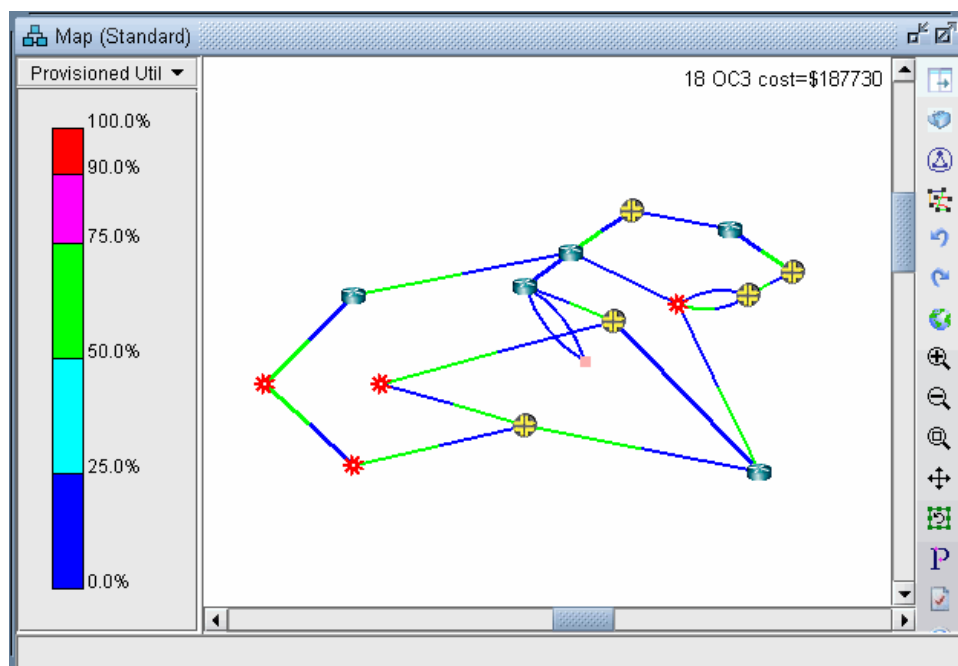 Map (Standard)
Provisioned Util
18 OC3 cost=$187730
100.0%
90.0%
75.0%
50.0%
25.0%
0.0%
P